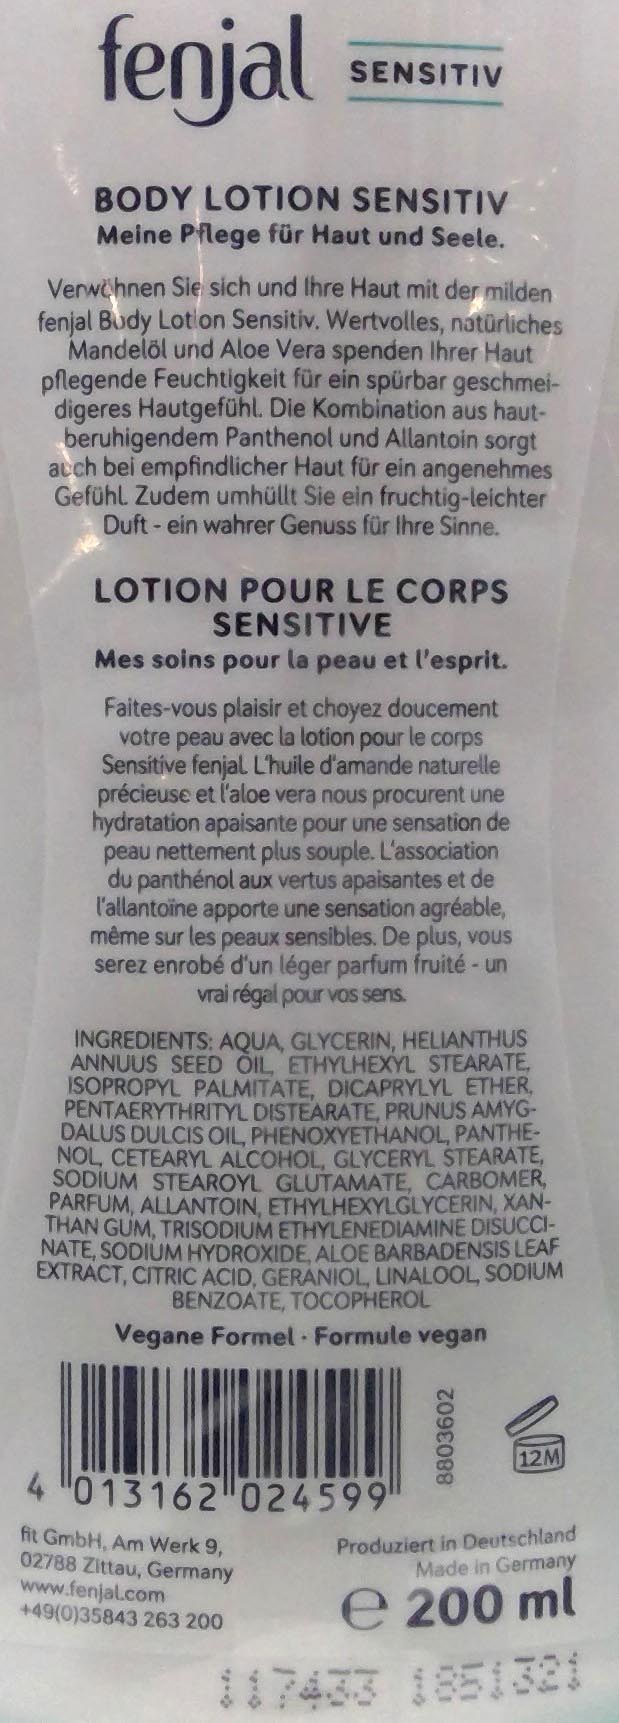 fenjal SENSITIV
BODY LOTION SENSITIV
Meine Pflege für Haut und Seele.
Verwöhnen Sie sich und Ihre Haut mit der milden
fenjal Body Lotion Sensitiv. Wertvolles, natürliches
Mandelöl und Aloe Vera spenden Ihrer Haut
pflegende Feuchtigkeit für ein spürbar geschmei-
digeres Hautgefühl. Die Kombination aus haut-
beruhigendem Panthenol und Allantoin sorgt
auch bei empfindlicher Haut für ein angenehmes
Gefühl. Zudem umhüllt Sie ein fruchtig-leichter
Duft - ein wahrer Genuss für Ihre Sinne.
LOTION POUR LE CORPS
SENSITIVE
Mes soins pour la peau et l'esprit.
Faites-vous plaisir et choyez doucement
votre peau avec la lotion pour le corps
Sensitive fenjal. L'huile d'amande naturelle
précieuse et l'aloe vera nous procurent une
hydratation apaisante pour une sensation de
peau nettement plus souple. L'association
du panthénol aux vertus apaisantes et de
l'allantoïne apporte une sensation agréable,
même sur les peaux sensibles. De plus, vous
serez enrobé d'un léger parfum fruité - un
vrai régal pour vos sens.
INGREDIENTS: AQUA, GLYCERIN, HELIANTHUS
ANNUUS SEED OIL, ETHYLHEXYL STEARATE,
ISOPROPYL PALMITATE, DICAPRYLYL ETHER,
PENTAERYTHRITYL DISTEARATE, PRUNUS AMYG-
DALUS DULCIS OIL, PHENOXYETHANOL, PANTHE-
NOL, CETEARYL ALCOHOL, GLYCERYL STEARATE,
SODIUM STEAROYL GLUTAMATE, CARBOMER,
PARFUM, ALLANTOIN, ETHYLHEXYLGLYCERIN, XAN-
THAN GUM, TRISODIUM ETHYLENEDIAMINE DISUCCI-
NATE, SODIUM HYDROXIDE, ALOE BARBADENSIS LEAF
EXTRACT, CITRIC ACID, GERANIOL, LINALOOL, SODIUM
BENZOATE, TOCOPHEROL
Vegane Formel · Formule vegan
8803602
12M
4 013162 024599
fit GmbH, Am Werk 9,
02788 Zittau, Germany
www.fenjal.com
+49(0)35843 263 200
Produziert in Deutschland
Made in Germany
e 200 ml
117433 1851321